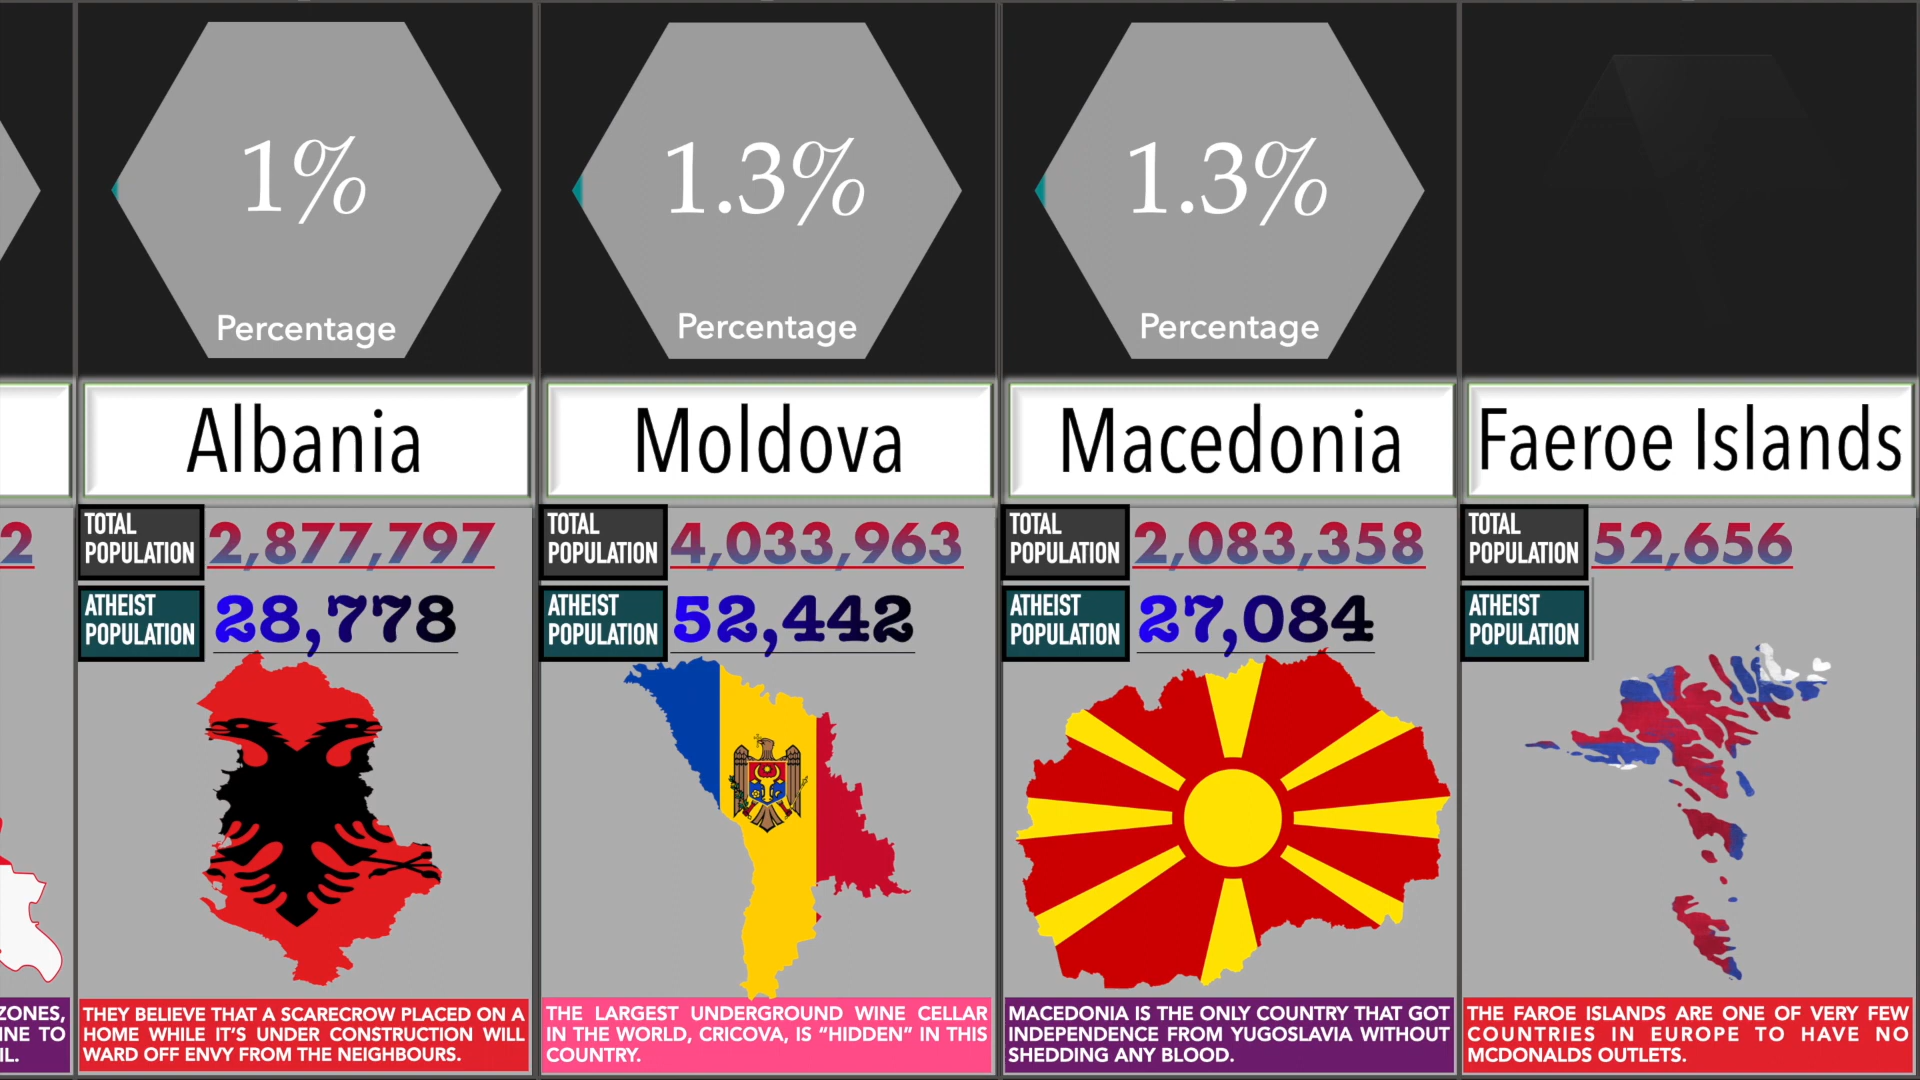 1%
Percentage
Albania
TOTAL
POPULATION
2,877,797
ATHEIST
POPULATION
28,778
THEY BELIEVE THAT A SCARECROW PLACED ON A
HOME WHILE IT'S UNDER CONSTRUCTION WILL
WARD OFF ENVY FROM THE NEIGHBOURS.
1.3%
Percentage
Moldova
TOTAL
POPULATION
4,033,963
ATHEIST
POPULATION
52,442
THE LARGEST UNDERGROUND WINE CELLAR
IN THE WORLD, CRICOVA, IS “HIDDEN” IN THIS
COUNTRY.
1.3%
Percentage
Macedonia
TOTAL
POPULATION
2,083,358
ATHEIST
POPULATION
27,084
MACEDONIA IS THE ONLY COUNTRY THAT GOT
INDEPENDENCE FROM YUGOSLAVIA WITHOUT
SHEDDING ANY BLOOD.
Faeroe Islands
TOTAL
POPULATION
52,656
ATHEIST
POPULATION
THE FAROE ISLANDS ARE ONE OF VERY FEW
COUNTRIES IN EUROPE TO HAVE NO
MCDONALDS OUTLETS.
2
ZONES,
INE TO
IL.